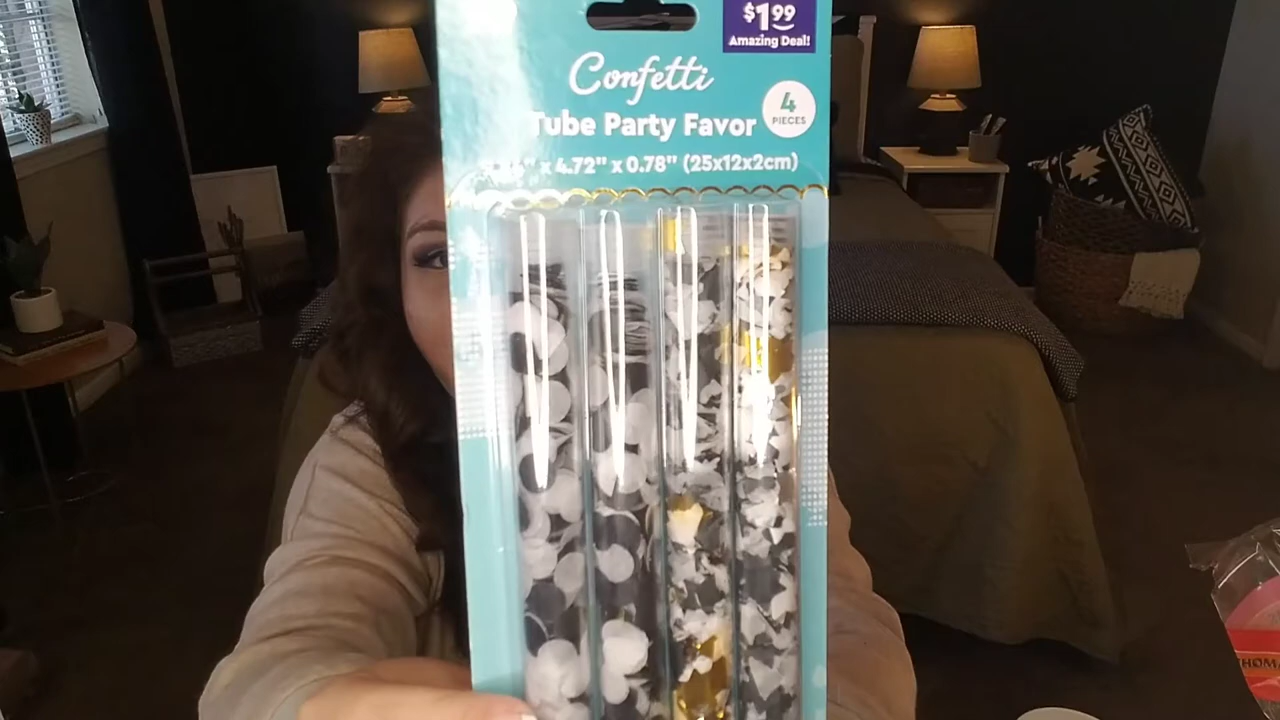 $1.99
Amazing Deal!
Confetti
Tube Party Favor
4
PIECES
x 4.72" x 0.78" (25x12x2cm)